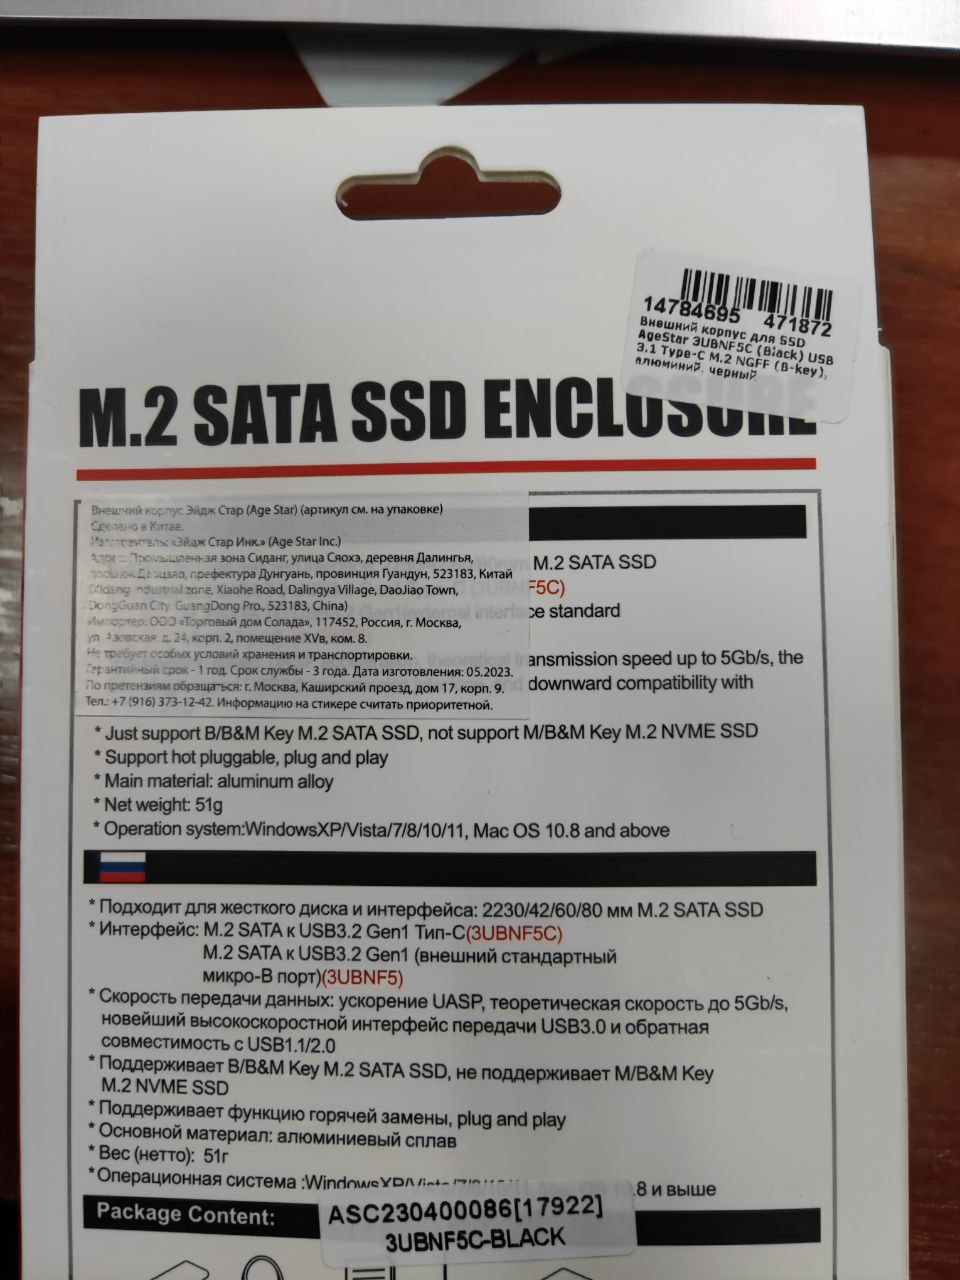 14784695 471872
Внешний корпус для SSD
AgeStar 3UBNF5C (Black) USB
3.1 Type-C M.2 NGFF (B-key),
алюминий, черный
M.2 SATA SSD ENCLOSURE
Внешний корпус Эйдж Стар (Age Star) (артикул см. на упаковке)
Сделано в Китае.
Изготовитель: «Эйдж Стар Инк.» (Age Star Inc.)
Адрес: Промышленная зона Сиданг, улица Сяохэ, деревня Далингья,
префектура Дунгуань, провинция Гуандун, 523183, Китай
(Xidang industrial zone, Xiaohe Road, Dalingya Village, DaoJiao Town,
DongGuan City, GuangDong Pro., 523183, China)
Импортер: ООО «Торговый дом Солада», 117452, Россия, г. Москва,
ул. Азовская, д. 24, корп. 2, помещение XVв, ком. 8.
Не требует особых условий хранения и транспортировки.
Гарантийный срок - 1 год. Срок службы - 3 года. Дата изготовления: 05.2023.
По претензиям обращаться: г. Москва, Каширский проезд, дом 17, корп. 9.
Тел.: +7 (916) 373-12-42. Информацию на стикере считать приоритетной.
M.2 SATA SSD
(3UBNF5C)
ce standard
ansmission speed up to 5Gb/s, the
downward compatibility with
* Just support B/B&M Key M.2 SATA SSD, not support M/B&M Key M.2 NVME SSD
* Support hot pluggable, plug and play
* Main material: aluminum alloy
* Net weight: 51g
* Operation system:WindowsXP/Vista/7/8/10/11, Mac OS 10.8 and above
* Подходит для жесткого диска и интерфейса: 2230/42/60/80 мм M.2 SATA SSD
* Интерфейс: M.2 SATA к USB3.2 Gen1 Тип-C(3UBNF5C)
M.2 SATA к USB3.2 Gen1 (внешний стандартный
микро-B порт)(3UBNF5)
* Скорость передачи данных: ускорение UASP, теоретическая скорость до 5Gb/s,
новейший высокоскоростной интерфейс передачи USB3.0 и обратная
совместимость с USB1.1/2.0
* Поддерживает B/B&M Key M.2 SATA SSD, не поддерживает M/B&M Key
M.2 NVME SSD
* Поддерживает функцию горячей замены, plug and play
* Основной материал: алюминиевый сплав
* Вес (нетто): 51г
* Операционная система :WindowsXP/Vista/7/8/10/11, Mac OS 10.8 и выше
Package Content:
ASC230400086[17922]
3UBNF5C-BLACK